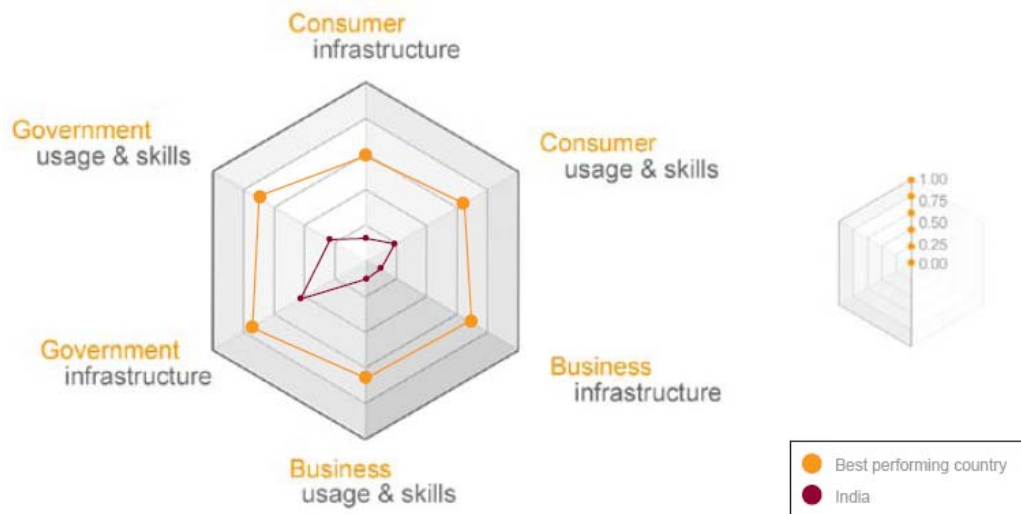 Consumer
infrastructure
Government
usage & skills
Consumer
usage & skills
1.00
0.75
0.50
0.25
0.00
Government
infrastructure
Business
infrastructure
Business
usage & skills
Best performing country
India